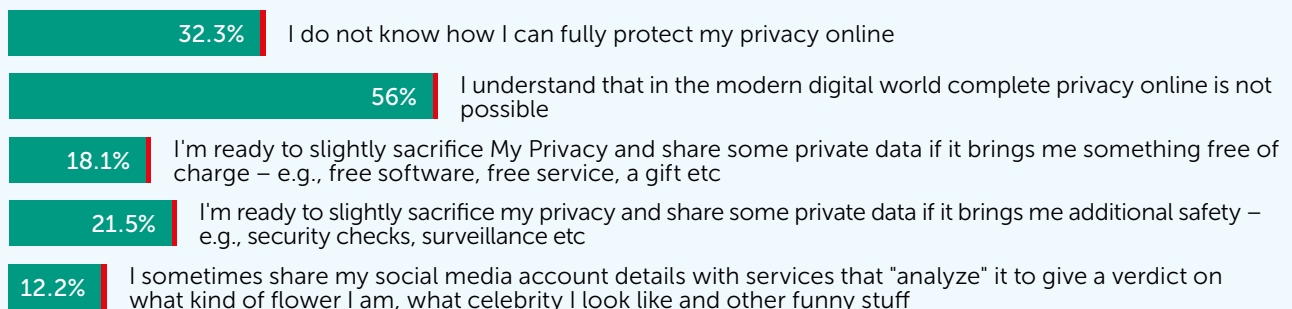 32.3% I do not know how I can fully protect my privacy online
56% I understand that in the modern digital world complete privacy online is not
possible
18.1% I'm ready to slightly sacrifice My Privacy and share some private data if it brings me something free of
charge – e.g., free software, free service, a gift etc
21.5% I'm ready to slightly sacrifice my privacy and share some private data if it brings me additional safety –
e.g., security checks, surveillance etc
12.2% I sometimes share my social media account details with services that "analyze" it to give a verdict on
what kind of flower I am, what celebrity I look like and other funny stuff